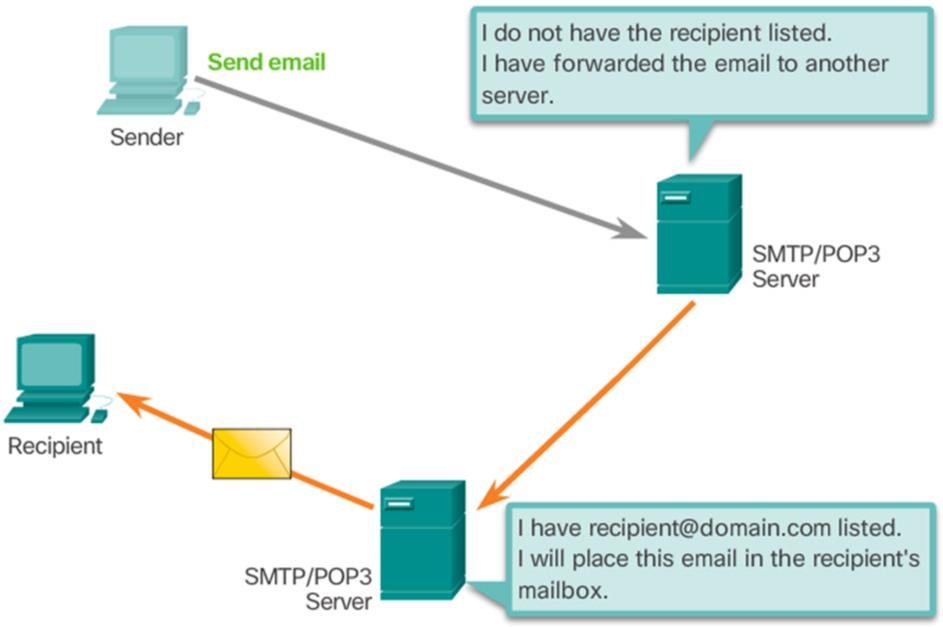 Send email
Sender
I do not have the recipient listed.
I have forwarded the email to another
server.
SMTP/POP3
Server
Recipient
SMTP/POP3
Server
I have recipient@domain.com listed.
I will place this email in the recipient's
mailbox.